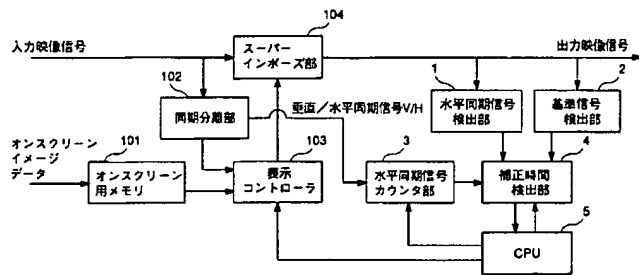 104
入力映像信号
スーパー
インポーズ部
出力映像信号
102
同期分離部
垂直／水平同期信号V/H
1
水平同期信号
検出部
2
基準信号
検出部
オンスクリーン
イメージ
データ
101
オンスクリーン
用メモリ
103
表示
コントローラ
3
水平同期信号
カウンタ部
4
補正時間
検出部
5
CPU